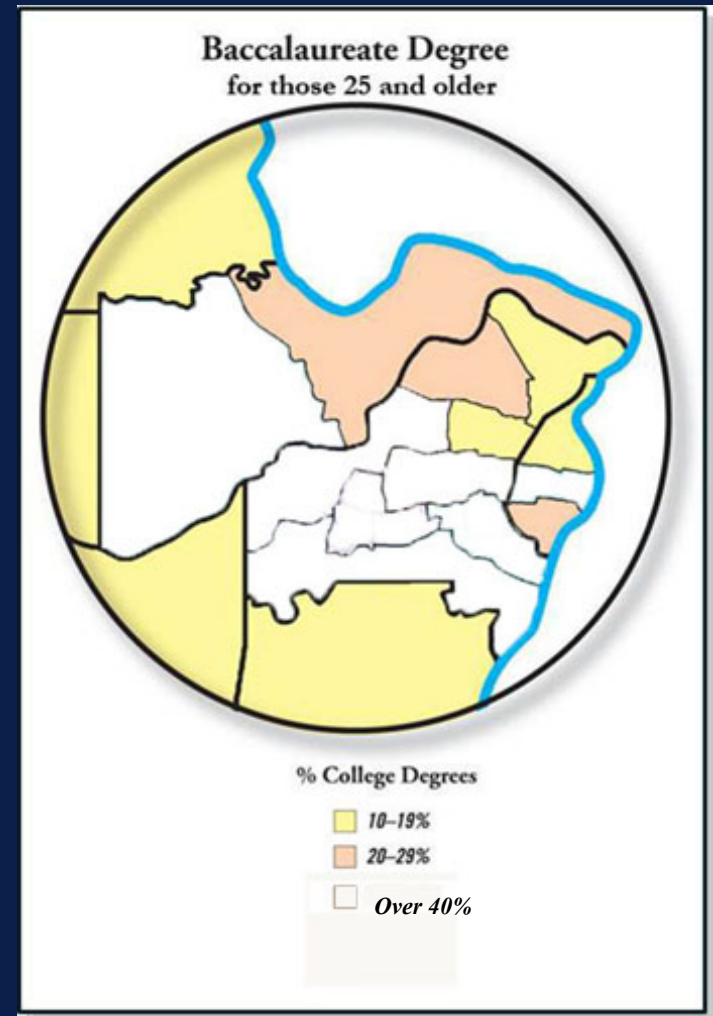 Baccalaureate Degree
for those 25 and older
% College Degrees
10–19%
20–29%
Over 40%